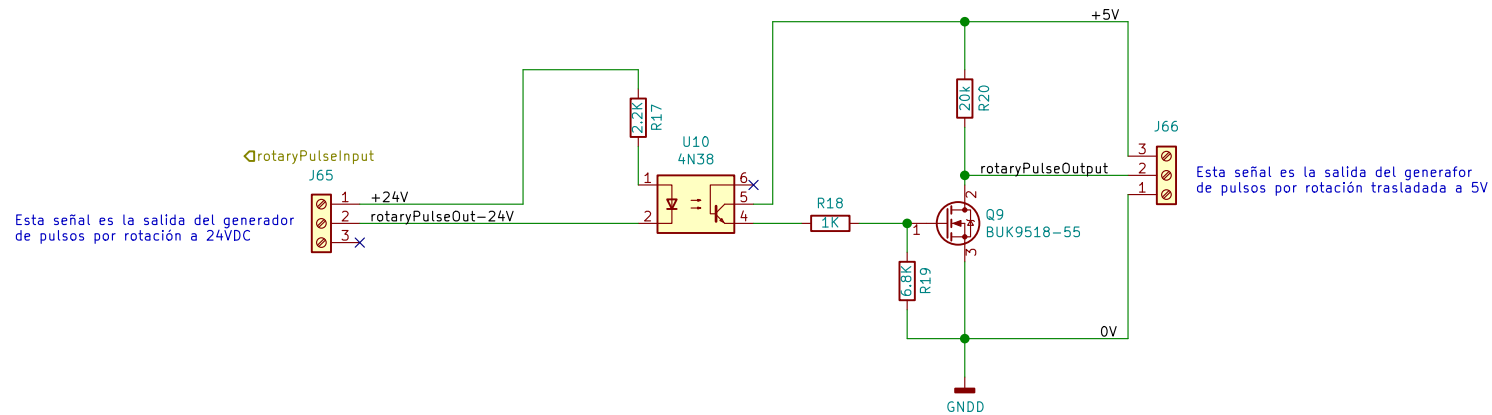 +5V
20k
R20
2.2K
R17
J66
U10
4N38
rotaryPulseInput
J65
3
rotaryPulseOutput
2
1
Esta señal es la salida del generafor
de pulsos por rotación trasladada a 5V
1
+24V
2
rotaryPulseOut-24V
3
Esta señal es la salida del generador
de pulsos por rotación a 24VDC
1
2
6
5
4
R18
1K
2
1
3
Q9
BUK9518-55
6.8K
R19
0V
GNDD